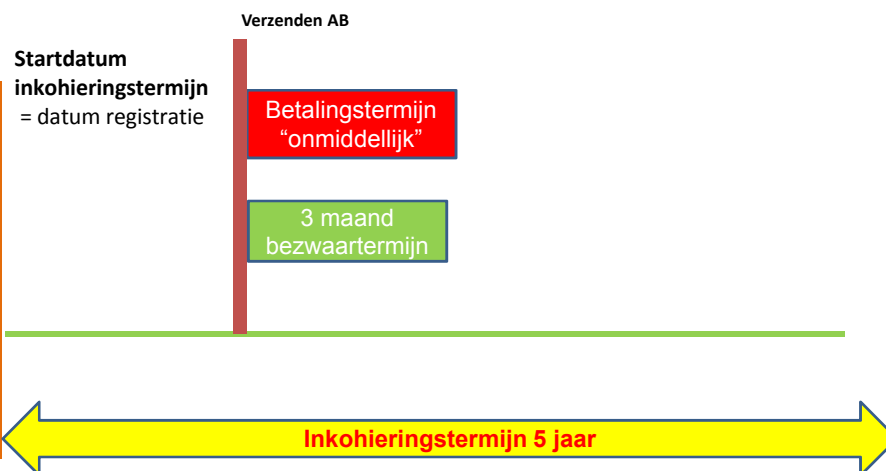 Verzenden AB
Startdatum
inkohieringstermijn
= datum registratie
Betalingstermijn
“onmiddellijk”
3 maand
bezwaartermijn
Inkohieringstermijn 5 jaar